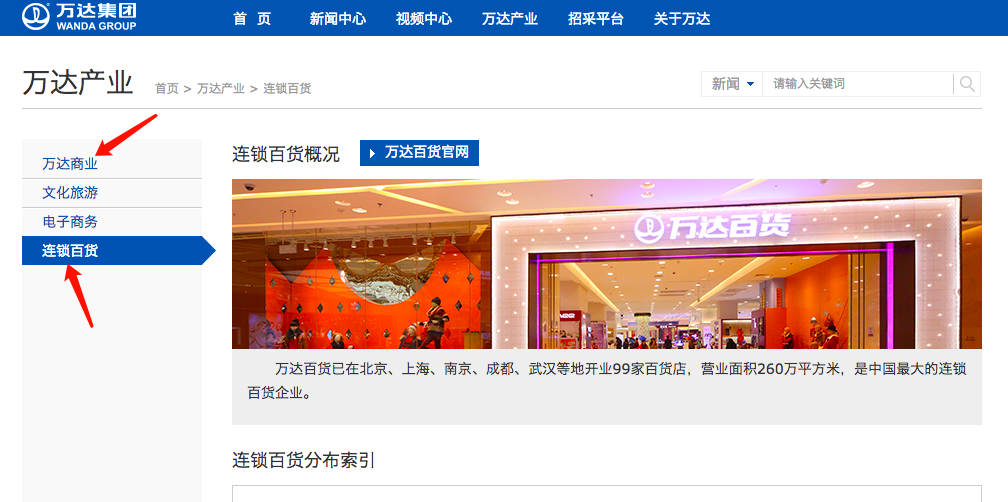 万达集团
WANDA GROUP
首 页 新闻中心 视频中心 万达产业 招采平台 关于万达
万达产业 首页 > 万达产业 > 连锁百货
新闻 请输入关键词
万达商业
文化旅游
电子商务
连锁百货
连锁百货概况 万达百货官网
万达百货
万达百货已在北京、上海、南京、成都、武汉等地开业99家百货店，营业面积260万平方米，是中国最大的连锁
百货企业。
连锁百货分布索引